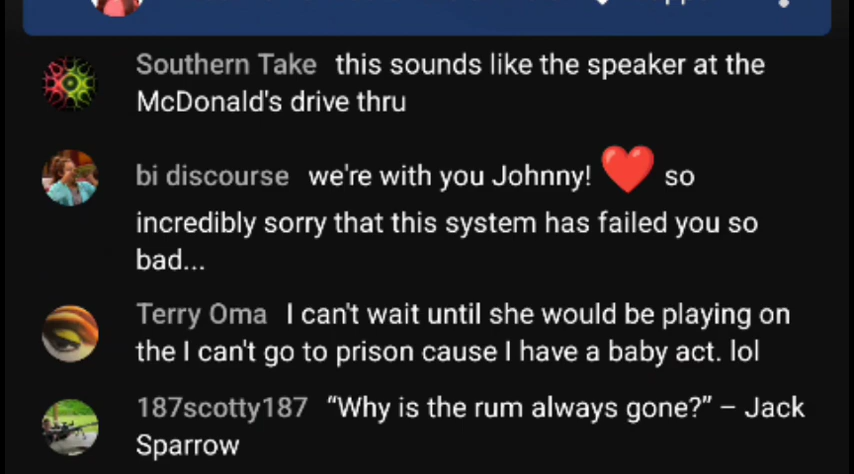 Southern Take this sounds like the speaker at the
McDonald's drive thru
bi discourse we're with you Johnny! ❤️ so
incredibly sorry that this system has failed you so
bad...
Terry Oma I can't wait until she would be playing on
the I can't go to prison cause I have a baby act. lol
187scotty187 “Why is the rum always gone?” – Jack
Sparrow